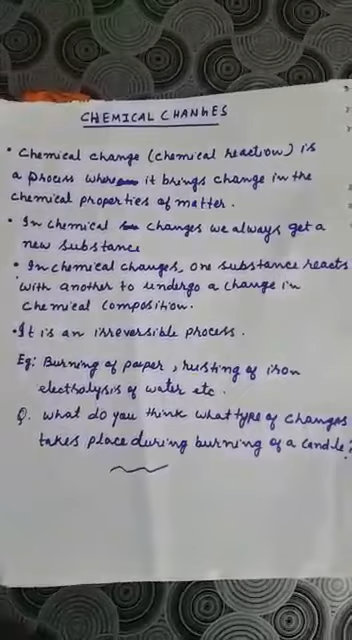 CHEMICAL CHANGES
• Chemical change (chemical reaction) is
a process where it brings change in the
chemical properties of matter.
• In chemical changes we always get a
new substance
• In chemical changes, one substance reacts
with another to undergo a change in
chemical composition.
• It is an irreversible process.
Eg: Burning of paper, rusting of iron
electrolysis of water etc.
Q. What do you think what type of changes
takes place during burning of a candle?